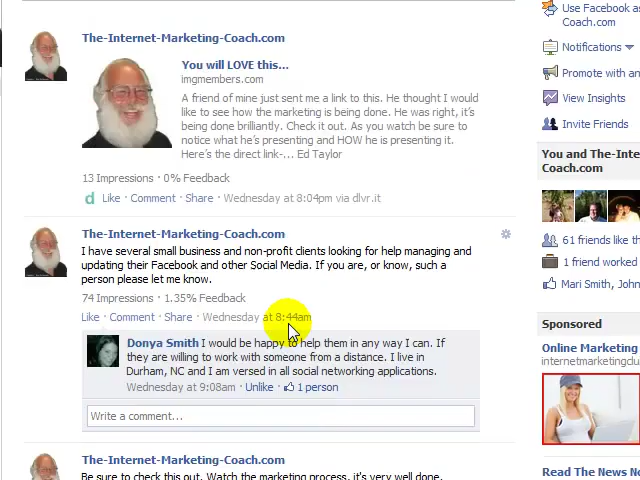 The-Internet-Marketing-Coach.com
You will LOVE this...
imgmembers.com
A friend of mine just sent me a link to this. He thought I would
like to see how the marketing is being done. He was right, it's
being done brilliantly. Check it out. As you watch be sure to
notice what he's presenting and HOW he is presenting it.
Here's the direct link-... Ed Taylor
13 Impressions · 0% Feedback
d Like · Comment · Share · Wednesday at 8:04pm via dlvr.it
The-Internet-Marketing-Coach.com
I have several small business and non-profit clients looking for help managing and
updating their Facebook and other Social Media. If you are, or know, such a
person please let me know.
74 Impressions · 1.35% Feedback
Like · Comment · Share · Wednesday at 8:44am
Donya Smith I would be happy to help them in any way I can. If
they are willing to work with someone from a distance. I live in
Durham, NC and I am versed in all social networking applications.
Wednesday at 9:08am · Unlike · 1 person
Write a comment...
The-Internet-Marketing-Coach.com
Be sure to check this out. Watch the marketing process, it's very well done.
Use Facebook as
Coach.com
Notifications
Promote with an
View Insights
Invite Friends
You and The-Inte
Coach.com
61 friends like th
1 friend worked
Mari Smith, John
Sponsored
Online Marketing
internetmarketingclu
Read The News No